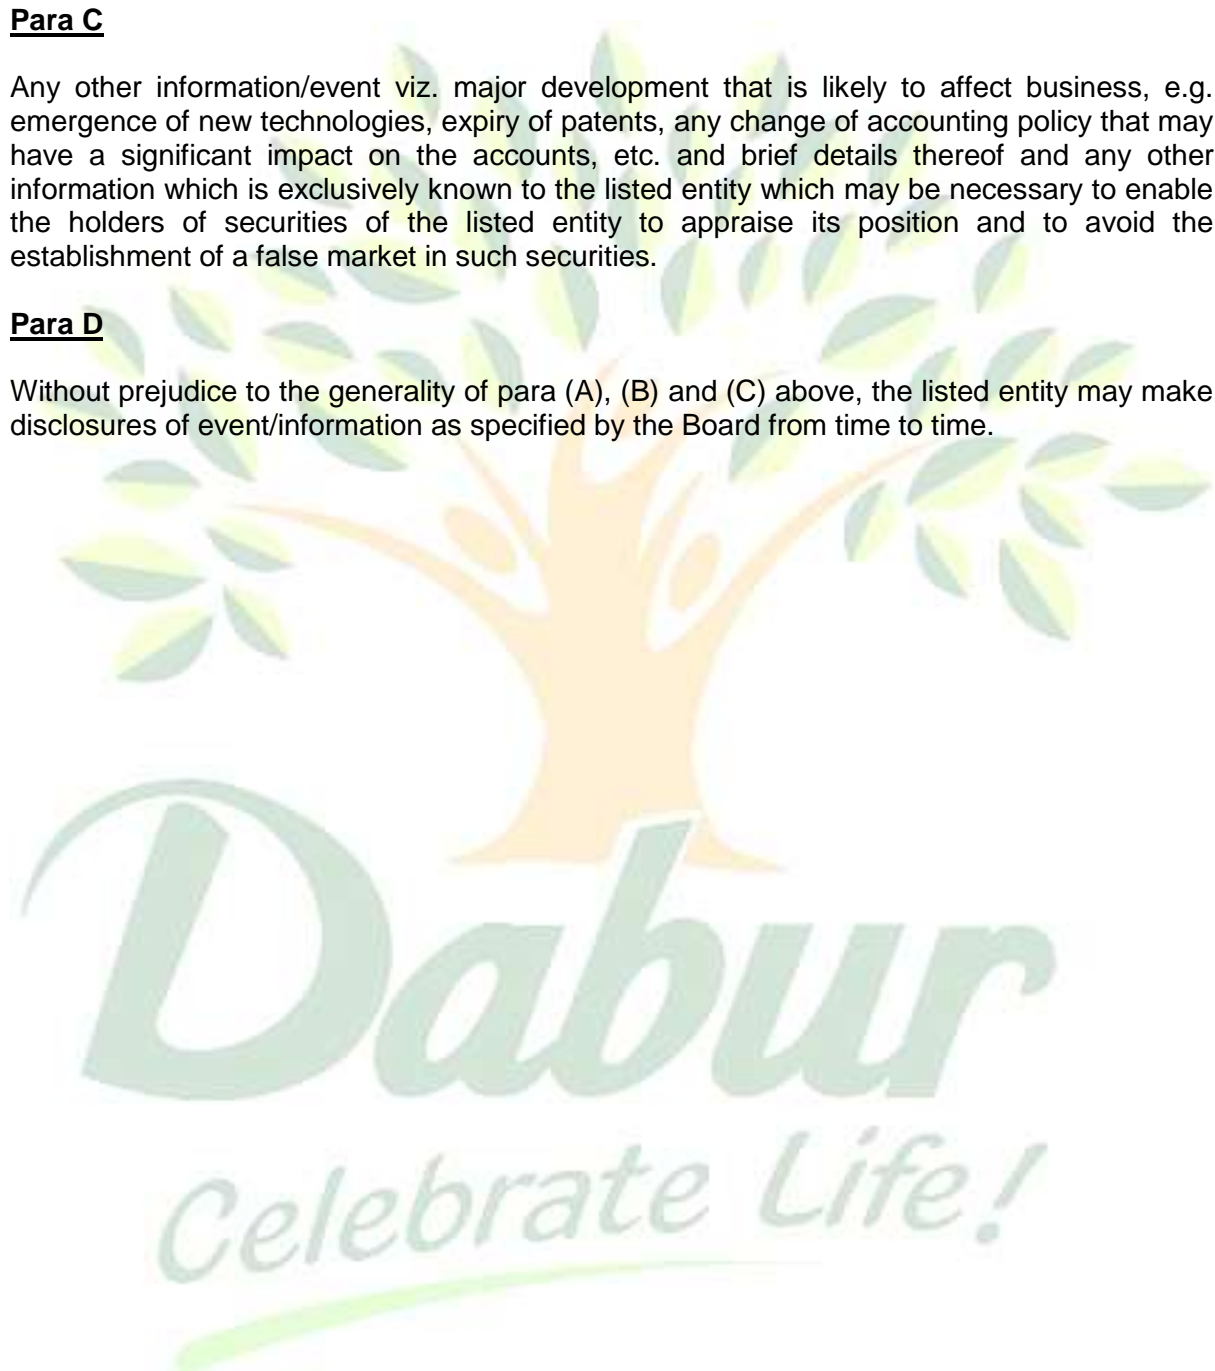 Para C
Any other information/event viz. major development that is likely to affect business, e.g.
emergence of new technologies, expiry of patents, any change of accounting policy that may
have a significant impact on the accounts, etc. and brief details thereof and any other
information which is exclusively known to the listed entity which may be necessary to enable
the holders of securities of the listed entity to appraise its position and to avoid the
establishment of a false market in such securities.
Para D
Without prejudice to the generality of para (A), (B) and (C) above, the listed entity may make
disclosures of event/information as specified by the Board from time to time.
Dabur
Celebrate Life!